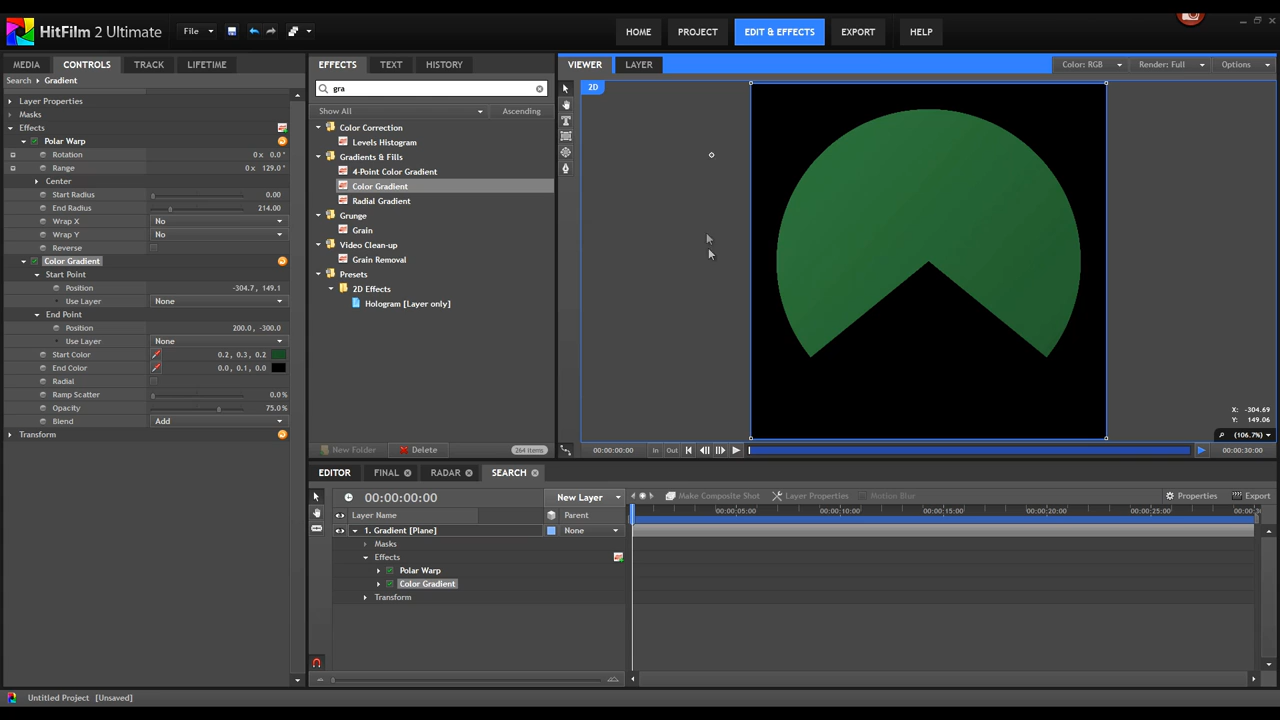 HitFilm 2 Ultimate
File
HOME
PROJECT
EDIT & EFFECTS
EXPORT
HELP
MEDIA
CONTROLS
TRACK
LIFETIME
Search > Gradient
Layer Properties
Masks
Effects
Polar Warp
Rotation 0 x 0.0°
Range 0 x 129.0°
Center
Start Radius 0.00
End Radius 214.00
Wrap X No
Wrap Y No
Reverse
Color Gradient
Start Point
Position -304.7, 149.1
Use Layer None
End Point
Position 200.0, -300.0
Use Layer None
Start Color 0.2, 0.3, 0.2
End Color 0.0, 0.1, 0.0
Radial
Ramp Scatter 0.0%
Opacity 75.0%
Blend Add
Transform
EFFECTS
TEXT
HISTORY
gra
Show All
Ascending
Color Correction
Levels Histogram
Gradients & Fills
4-Point Color Gradient
Color Gradient
Radial Gradient
Grunge
Grain
Video Clean-up
Grain Removal
Presets
2D Effects
Hologram [Layer only]
New Folder
Delete
264 items
VIEWER
LAYER
Color: RGB
Render: Full
Options
2D
X: -304.69
Y: 149.06
(106.7%)
00:00:00:00
In
Out
00:00:30:00
EDITOR
FINAL
RADAR
SEARCH
00:00:00:00
New Layer
Make Composite Shot
Layer Properties
Motion Blur
Properties
Export
Layer Name
Parent
00:00:05:00
00:00:10:00
00:00:15:00
00:00:20:00
00:00:25:00
1. Gradient [Plane]
None
Masks
Effects
Polar Warp
Color Gradient
Transform
Untitled Project [Unsaved]